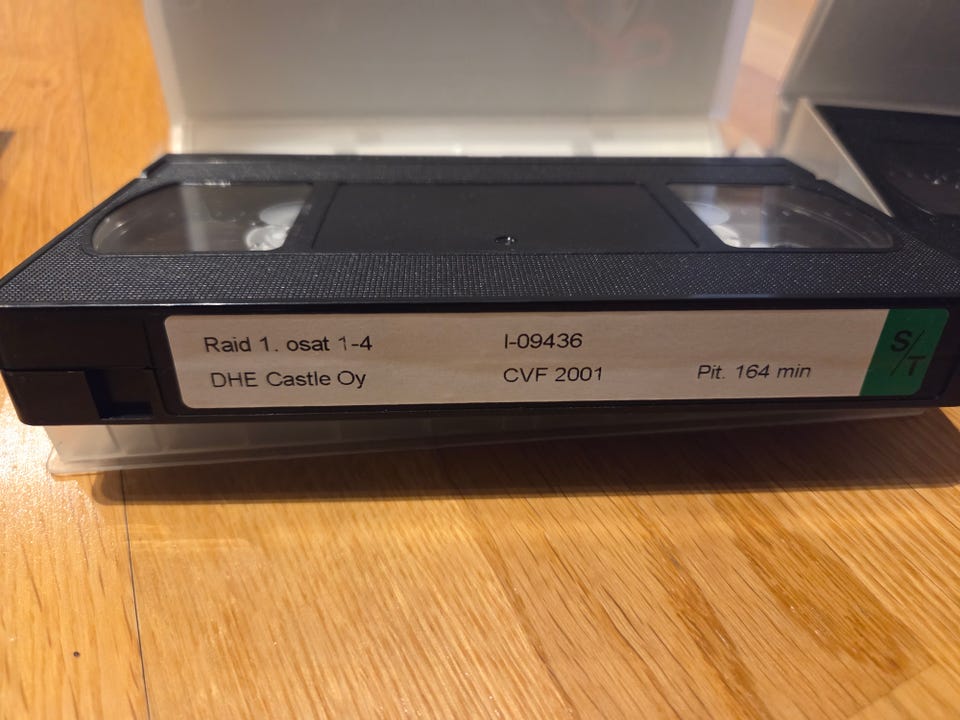 Raid 1. osat 1-4 I-09436
DHE Castle Oy CVF 2001 Pit. 164 min
S/T